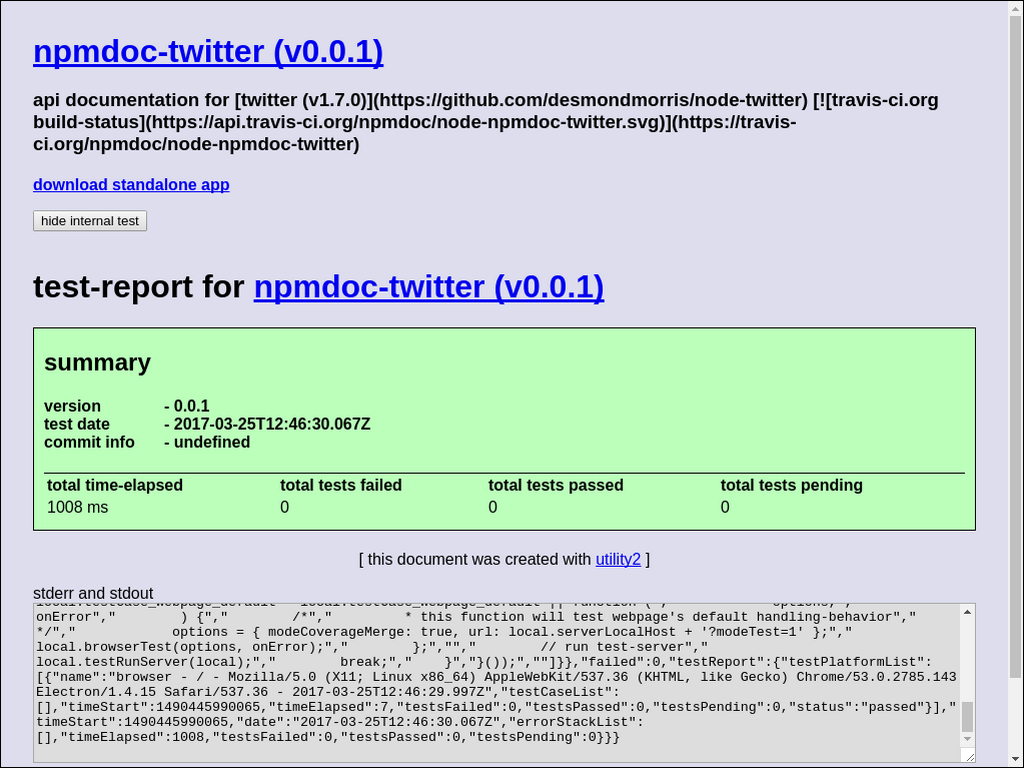 npmdoc-twitter (v0.0.1)
api documentation for [twitter (v1.7.0)](https://github.com/desmondmorris/node-twitter) [![travis-ci.org
build-status](https://api.travis-ci.org/npmdoc/node-npmdoc-twitter.svg)](https://travis-
ci.org/npmdoc/node-npmdoc-twitter)
download standalone app
hide internal test
test-report for npmdoc-twitter (v0.0.1)
summary
version - 0.0.1
test date - 2017-03-25T12:46:30.067Z
commit info - undefined
total time-elapsed total tests failed total tests passed total tests pending
1008 ms 0 0 0
[ this document was created with utility2 ]
stderr and stdout
onError","        ) {","        /*","         * this function will test webpage's default handling-behavior","
*/","            options = { modeCoverageMerge: true, url: local.serverLocalHost + '?modeTest=1' };","
local.browserTest(options, onError);","        };","","        // run test-server","
local.testRunServer(local);","        break;","    }","}());",""]}},"failed":0,"testReport":{"testPlatformList":
[{"name":"browser - / - Mozilla/5.0 (X11; Linux x86_64) AppleWebKit/537.36 (KHTML, like Gecko) Chrome/53.0.2785.143
Electron/1.4.15 Safari/537.36 - 2017-03-25T12:46:29.997Z","testCaseList":
[],"timeStart":1490445990065,"timeElapsed":7,"testsFailed":0,"testsPassed":0,"testsPending":0,"status":"passed"}],"
timeStart":1490445990065,"date":"2017-03-25T12:46:30.067Z","errorStackList":
[],"timeElapsed":1008,"testsFailed":0,"testsPassed":0,"testsPending":0}}}